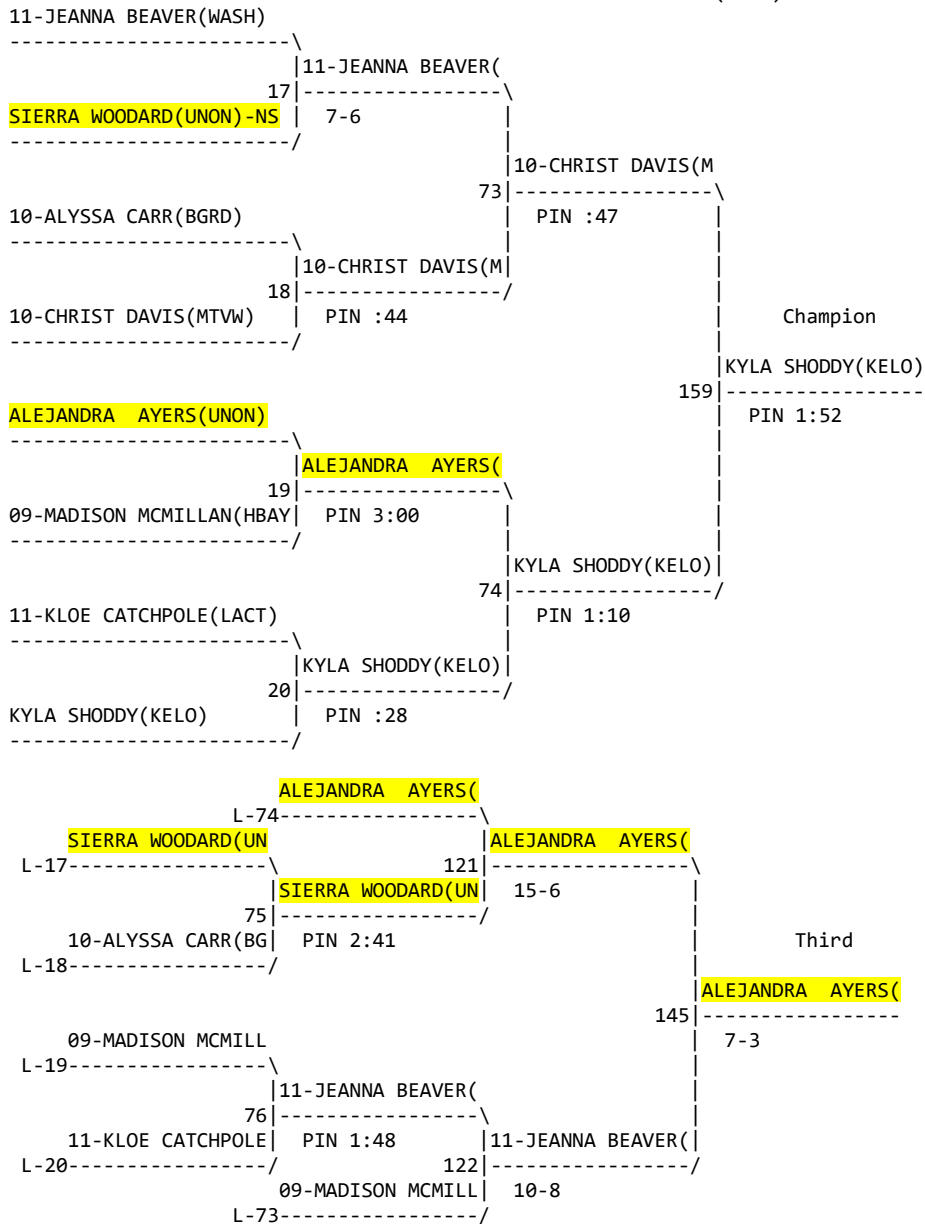 11-JEANNA BEAVER(WASH)
11-JEANNA BEAVER(
17
SIERRA WOODARD(UNON)-NS 7-6
10-CHRIST DAVIS(M
73
10-ALYSSA CARR(BGRD) PIN :47
10-CHRIST DAVIS(M
18
10-CHRIST DAVIS(MTVW) PIN :44 Champion
KYLA SHODDY(KELO)
159
ALEJANDRA AYERS(UNON) PIN 1:52
ALEJANDRA AYERS(
19
09-MADISON MCMILLAN(HBAY PIN 3:00
KYLA SHODDY(KELO)
74
11-KLOE CATCHPOLE(LACT) PIN 1:10
KYLA SHODDY(KELO)
20
KYLA SHODDY(KELO) PIN :28
ALEJANDRA AYERS(
L-74
SIERRA WOODARD(UN ALEJANDRA AYERS(
L-17 121
SIERRA WOODARD(UN 15-6
75
10-ALYSSA CARR(BG PIN 2:41 Third
L-18
ALEJANDRA AYERS(
145
09-MADISON MCMILL 7-3
L-19
11-JEANNA BEAVER(
76
11-KLOE CATCHPOLE PIN 1:48 11-JEANNA BEAVER(
L-20 122
09-MADISON MCMILL 10-8
L-73